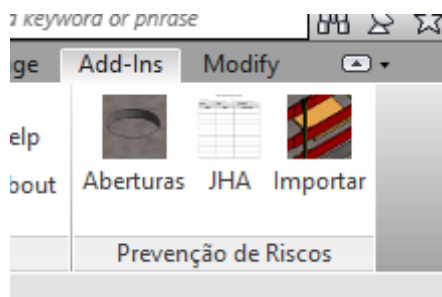 a keyword or phrase
ge Add-Ins Modify
elp
bout Aberturas JHA Importar
Prevenção de Riscos